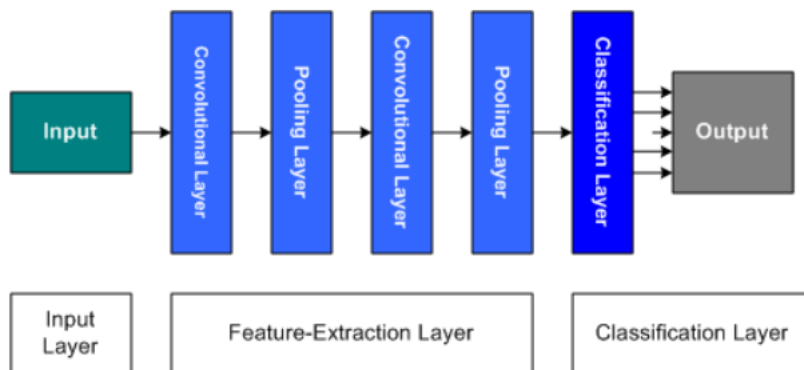 Input
Convolutional Layer
Pooling Layer
Convolutional Layer
Pooling Layer
Classification Layer
Output
Input
Layer
Feature-Extraction Layer
Classification Layer